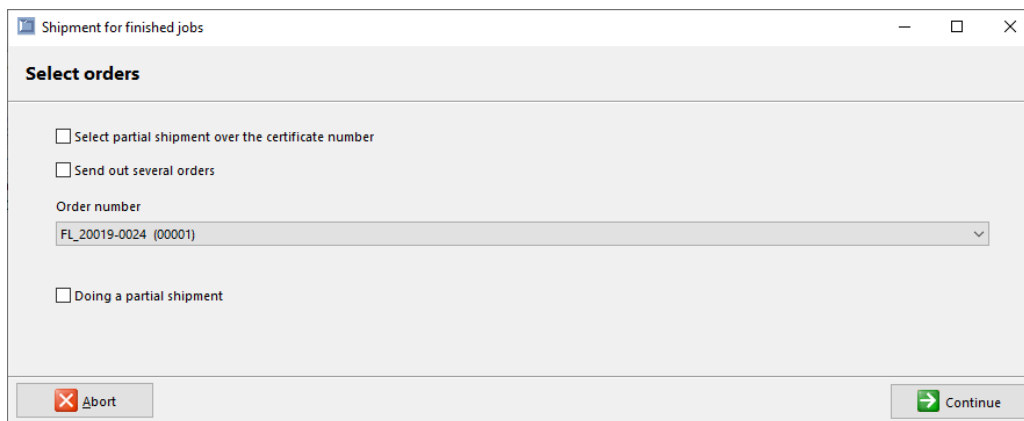 Shipment for finished jobs
Select orders
Select partial shipment over the certificate number
Send out several orders
Order number
FL_20019-0024 (00001)
Doing a partial shipment
Abort
Continue